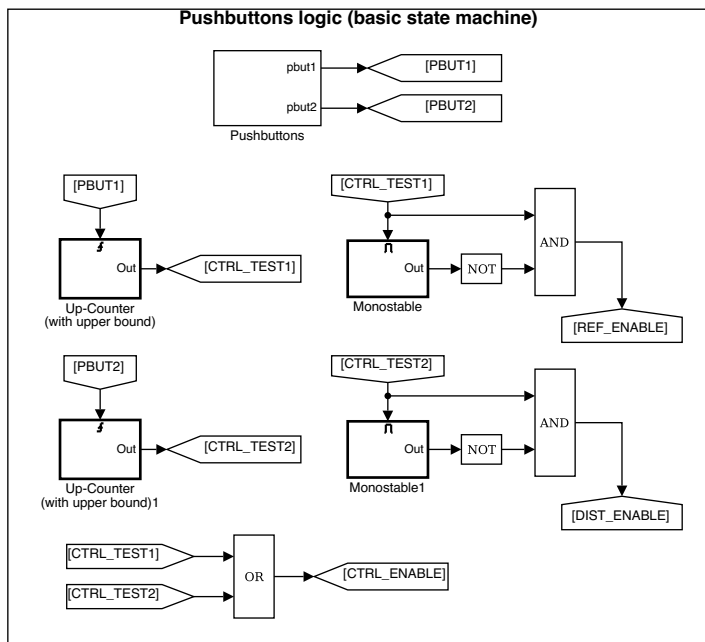 Pushbuttons logic (basic state machine)
pbut1
[PBUT1]
pbut2
[PBUT2]
Pushbuttons
[PBUT1]
Out
[CTRL_TEST1]
Up-Counter
(with upper bound)
[CTRL_TEST1]
Out
NOT
AND
Monostable
[REF_ENABLE]
[PBUT2]
Out
[CTRL_TEST2]
Up-Counter
(with upper bound)1
[CTRL_TEST2]
Out
NOT
AND
Monostable1
[DIST_ENABLE]
[CTRL_TEST1]
[CTRL_TEST2]
OR
[CTRL_ENABLE]